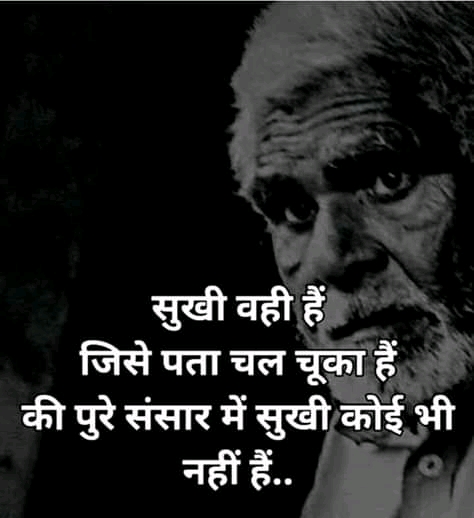 सुखी वही हैं
जिसे पता चल चूका हैं
की पुरे संसार में सुखी कोई भी
नहीं हैं..